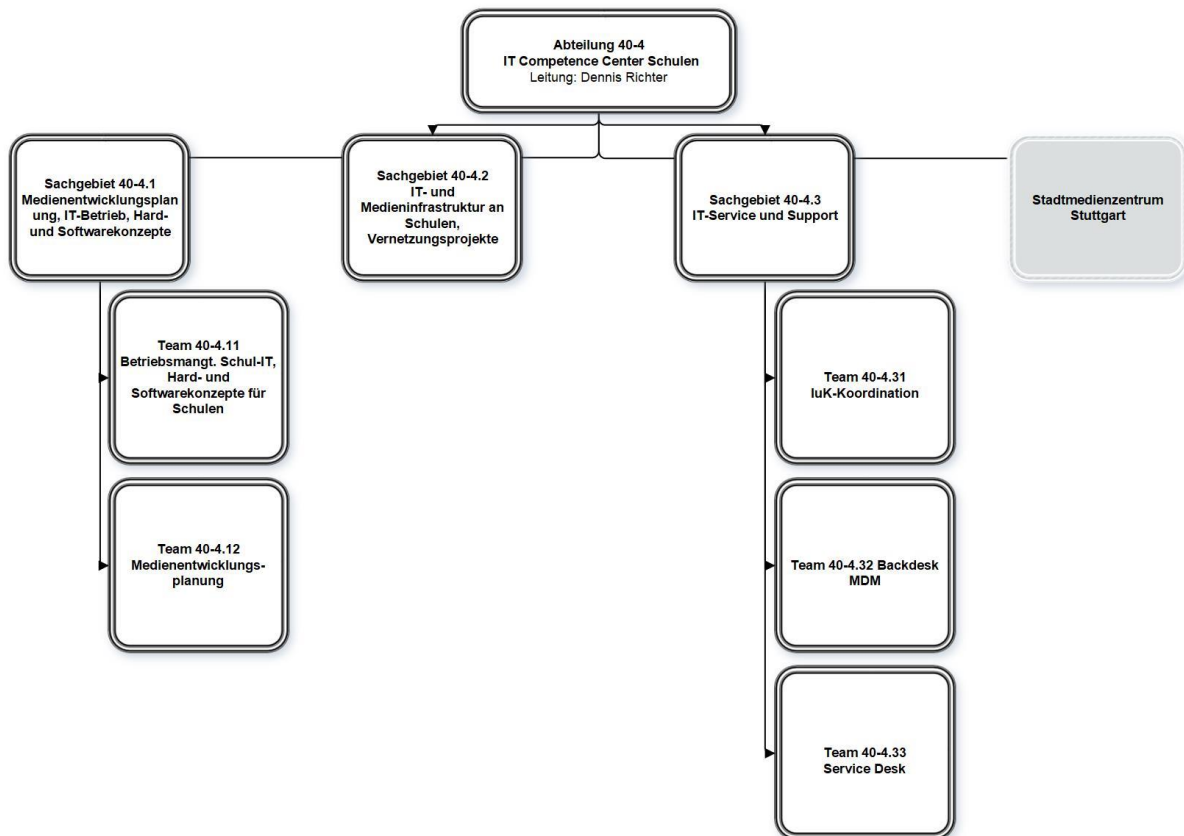 Abteilung 40-4
IT Competence Center Schulen
Leitung: Dennis Richter
Sachgebiet 40-4.1
Medienentwicklungsplan
ung, IT-Betrieb, Hard-
und Softwarekonzepte
Sachgebiet 40-4.2
IT- und
Medieninfrastruktur an
Schulen,
Vernetzungsprojekte
Sachgebiet 40-4.3
IT-Service und Support
Stadtmedienzentrum
Stuttgart
Team 40-4.11
Betriebsmangt. Schul-IT,
Hard- und
Softwarekonzepte für
Schulen
Team 40-4.12
Medienentwicklungs-
planung
Team 40-4.31
IuK-Koordination
Team 40-4.32 Backdesk
MDM
Team 40-4.33
Service Desk